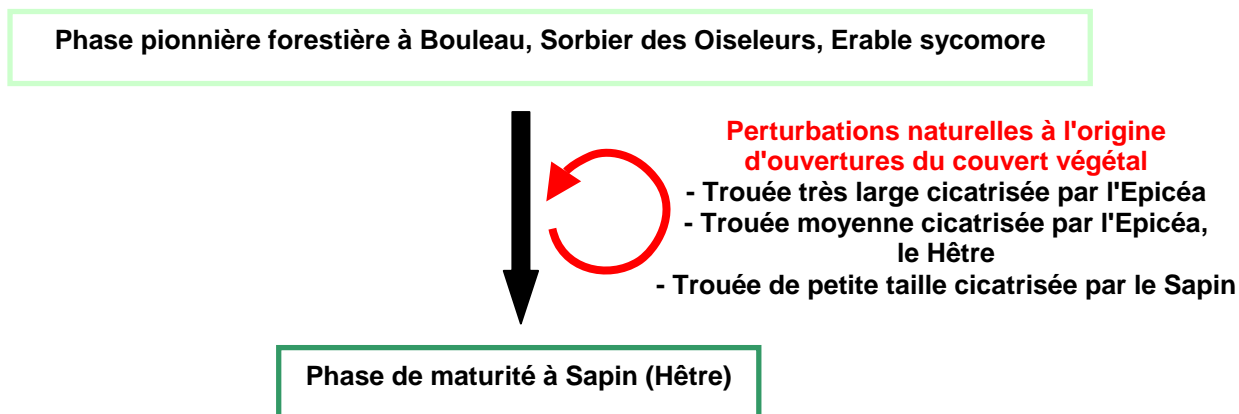 Phase pionnière forestière à Bouleau, Sorbier des Oiseleurs, Erable sycomore
Perturbations naturelles à l'origine
d'ouvertures du couvert végétal
- Trouée très large cicatrisée par l'Epicéa
- Trouée moyenne cicatrisée par l'Epicéa,
le Hêtre
- Trouée de petite taille cicatrisée par le Sapin
Phase de maturité à Sapin (Hêtre)